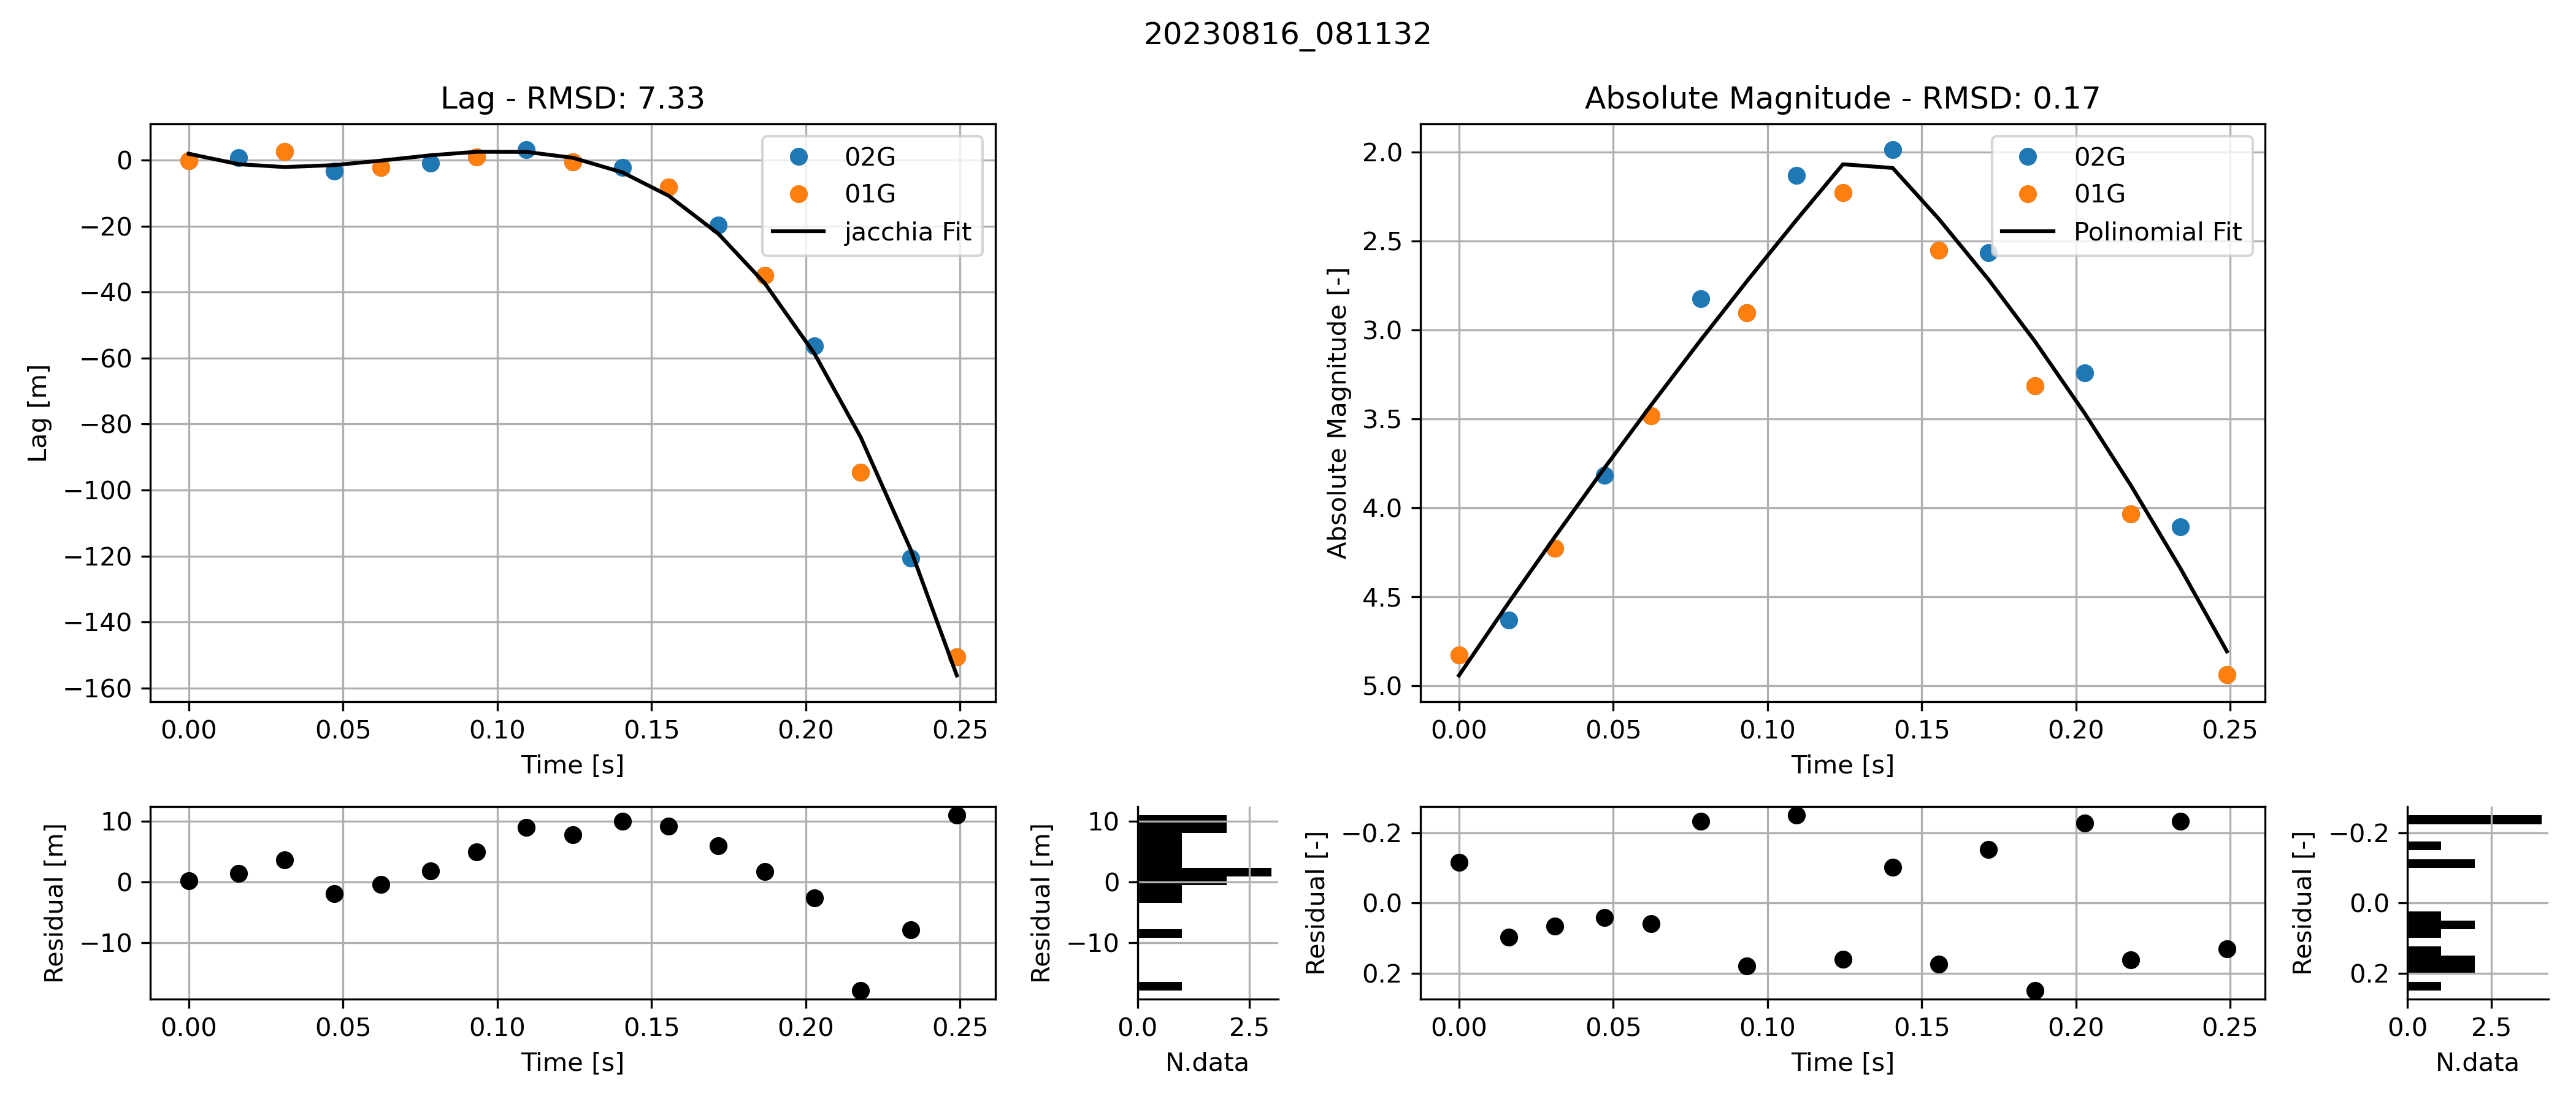 20230816_081132
Lag - RMSD: 7.33
0
−20
−40
−60
−80
−100
−120
−140
−160
Lag [m]
02G
01G
jacchia Fit
0.00 0.05 0.10 0.15 0.20 0.25
Time [s]
Absolute Magnitude - RMSD: 0.17
2.0
2.5
3.0
3.5
4.0
4.5
5.0
Absolute Magnitude [-]
02G
01G
Polinomial Fit
0.00 0.05 0.10 0.15 0.20 0.25
Time [s]
10
0
−10
Residual [m]
0.00 0.05 0.10 0.15 0.20 0.25
Time [s]
10
0
−10
Residual [m]
0.0 2.5
N.data
−0.2
0.0
0.2
Residual [-]
0.00 0.05 0.10 0.15 0.20 0.25
Time [s]
−0.2
0.0
0.2
Residual [-]
0.0 2.5
N.data